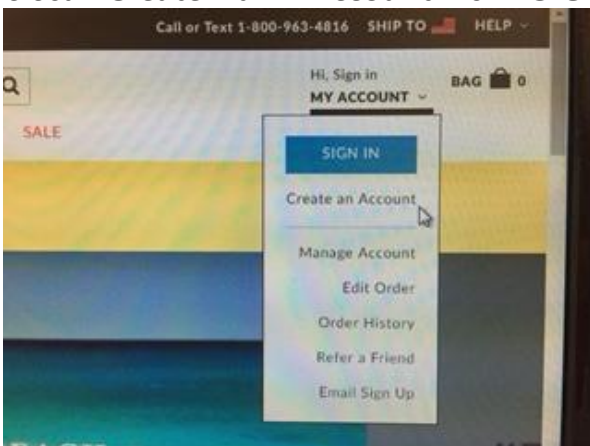 Call or Text 1-800-963-4816 SHIP TO HELP
Hi, Sign in
MY ACCOUNT
BAG 0
SALE
SIGN IN
Create an Account
Manage Account
Edit Order
Order History
Refer a Friend
Email Sign Up